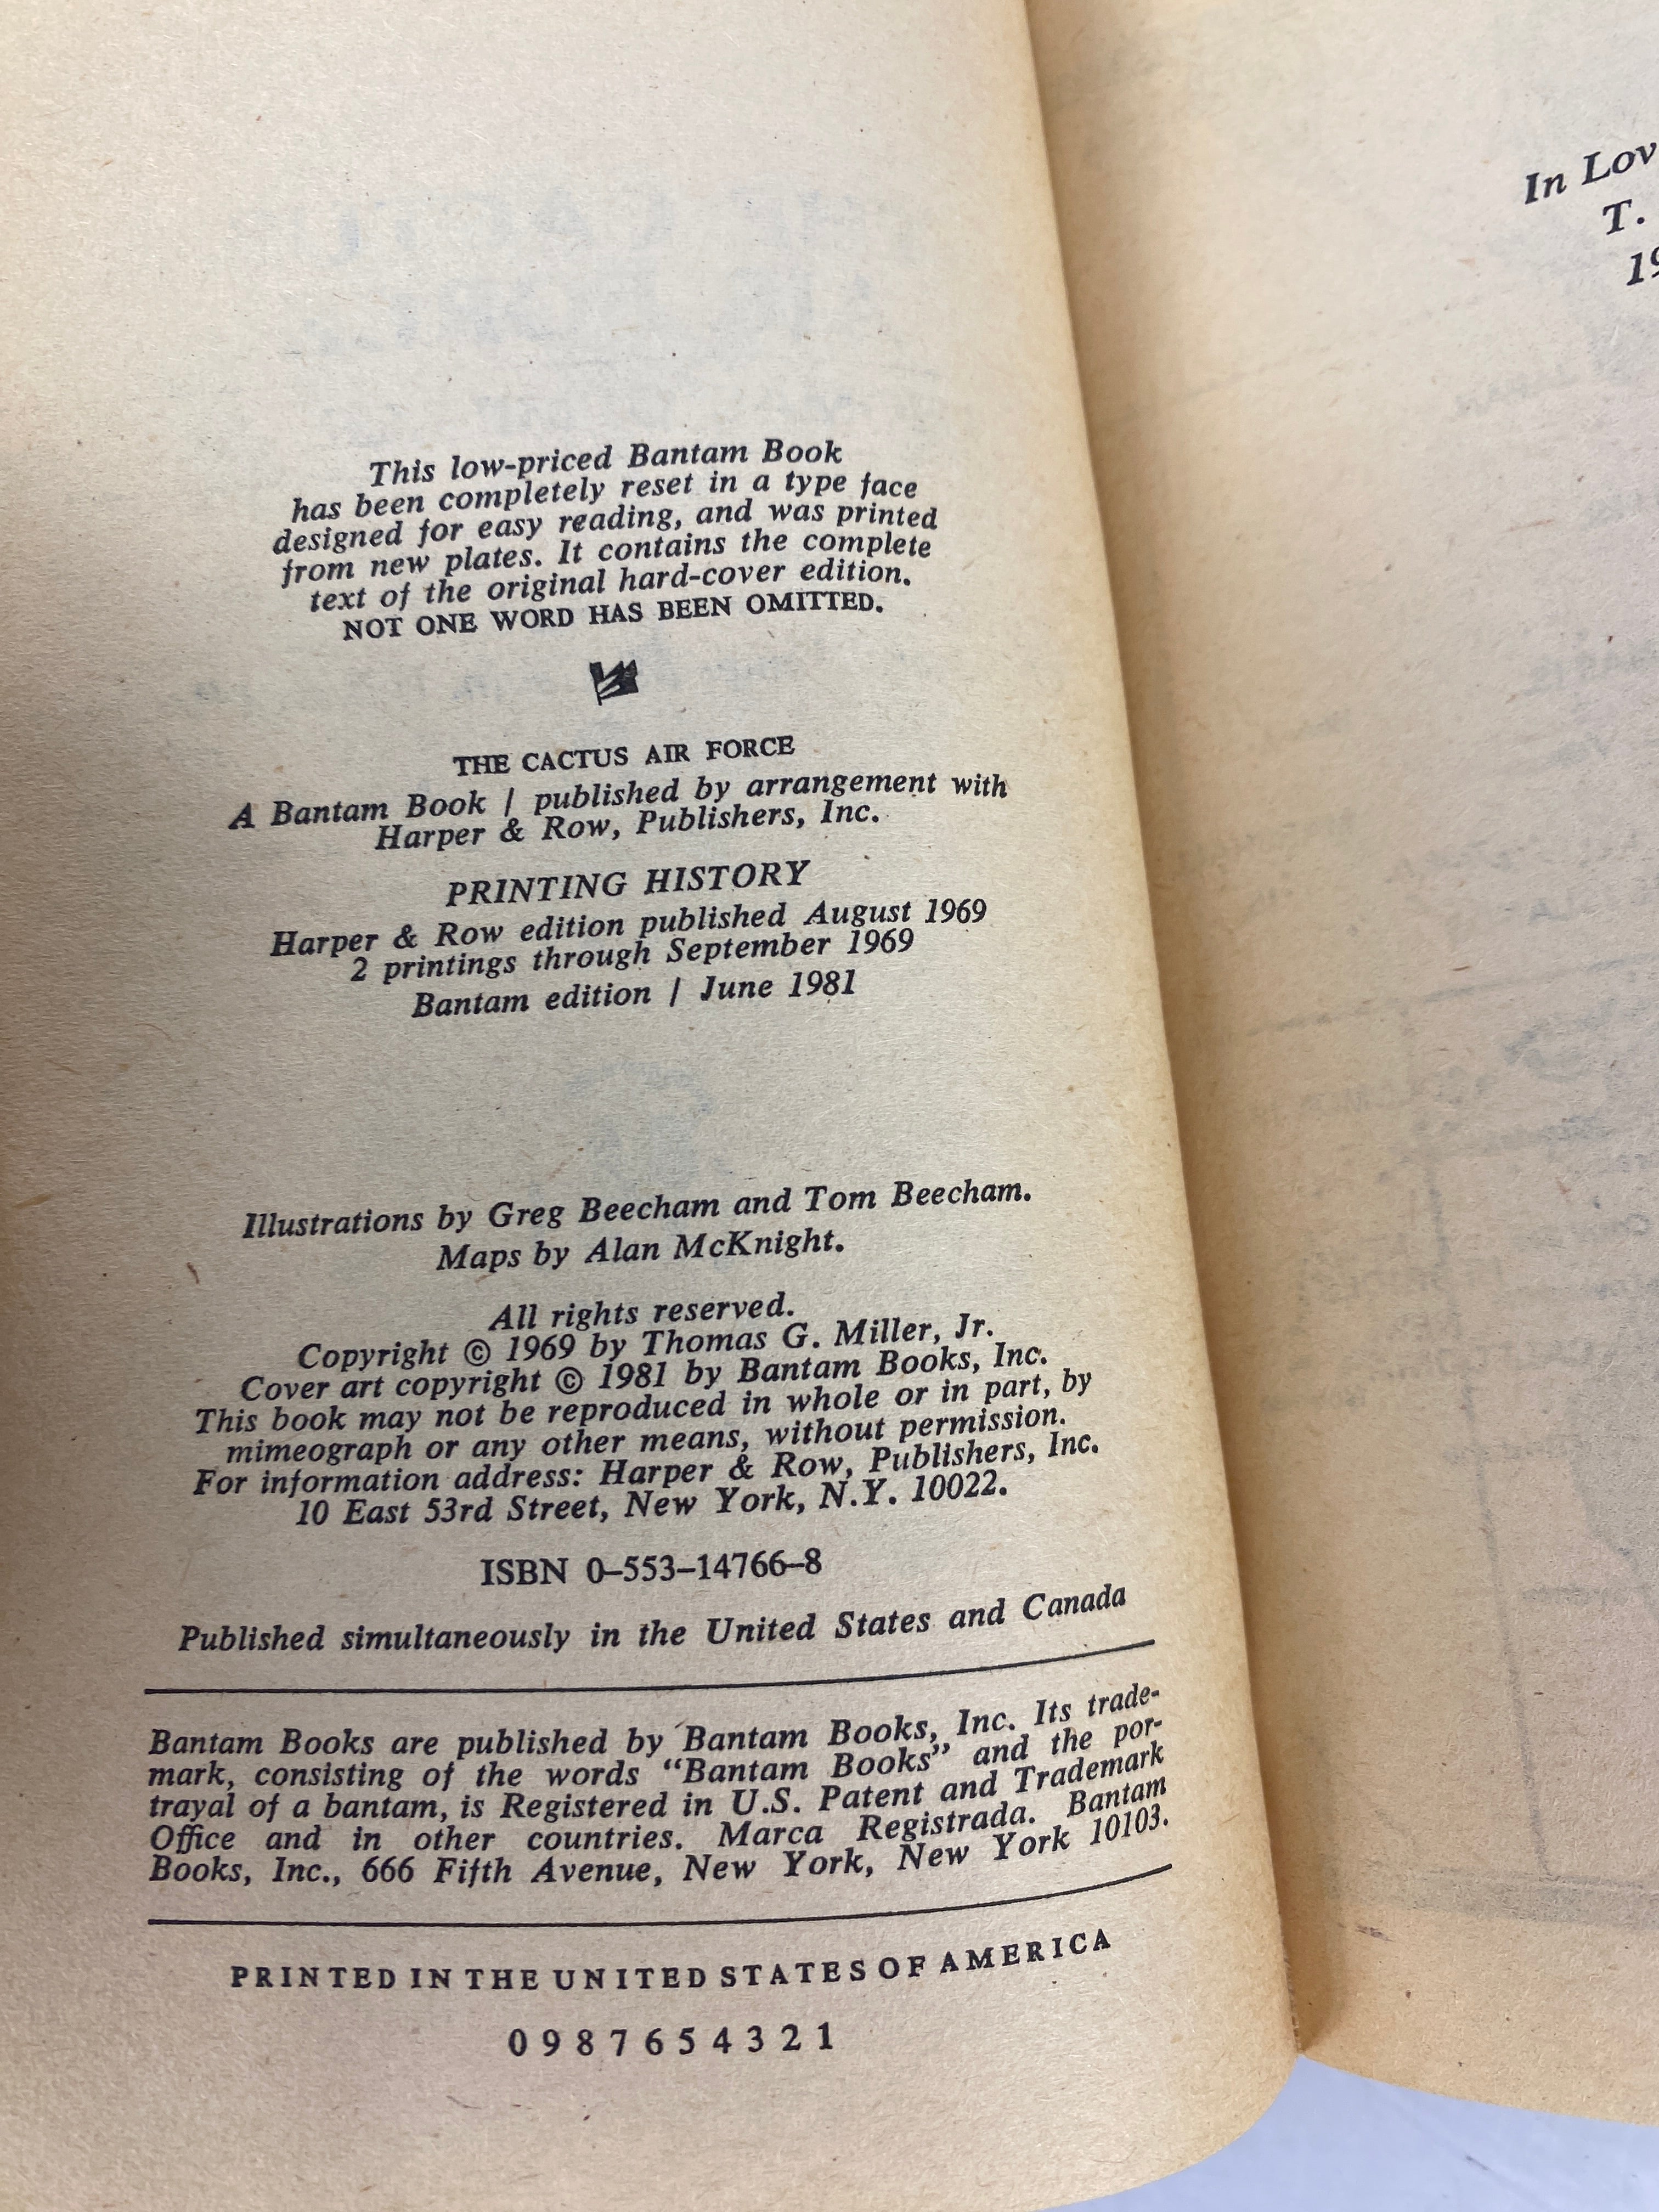 This low-priced Bantam Book
has been completely reset in a type face
designed for easy reading, and was printed
from new plates. It contains the complete
text of the original hard-cover edition.
NOT ONE WORD HAS BEEN OMITTED.
THE CACTUS AIR FORCE
A Bantam Book / published by arrangement with
Harper & Row, Publishers, Inc.
PRINTING HISTORY
Harper & Row edition published August 1969
2 printings through September 1969
Bantam edition / June 1981
Illustrations by Greg Beecham and Tom Beecham.
Maps by Alan McKnight.
All rights reserved.
Copyright © 1969 by Thomas G. Miller, Jr.
Cover art copyright © 1981 by Bantam Books, Inc.
This book may not be reproduced in whole or in part, by
mimeograph or any other means, without permission.
For information address: Harper & Row, Publishers, Inc.
10 East 53rd Street, New York, N.Y. 10022.
ISBN 0–553–14766–8
Published simultaneously in the United States and Canada
Bantam Books are published by Bantam Books, Inc. Its trade-
mark, consisting of the words “Bantam Books” and the por-
trayal of a bantam, is Registered in U.S. Patent and Trademark
Office and in other countries. Marca Registrada. Bantam
Books, Inc., 666 Fifth Avenue, New York, New York 10103.
PRINTED IN THE UNITED STATES OF AMERICA
0 9 8 7 6 5 4 3 2 1
In Lov
T.
19